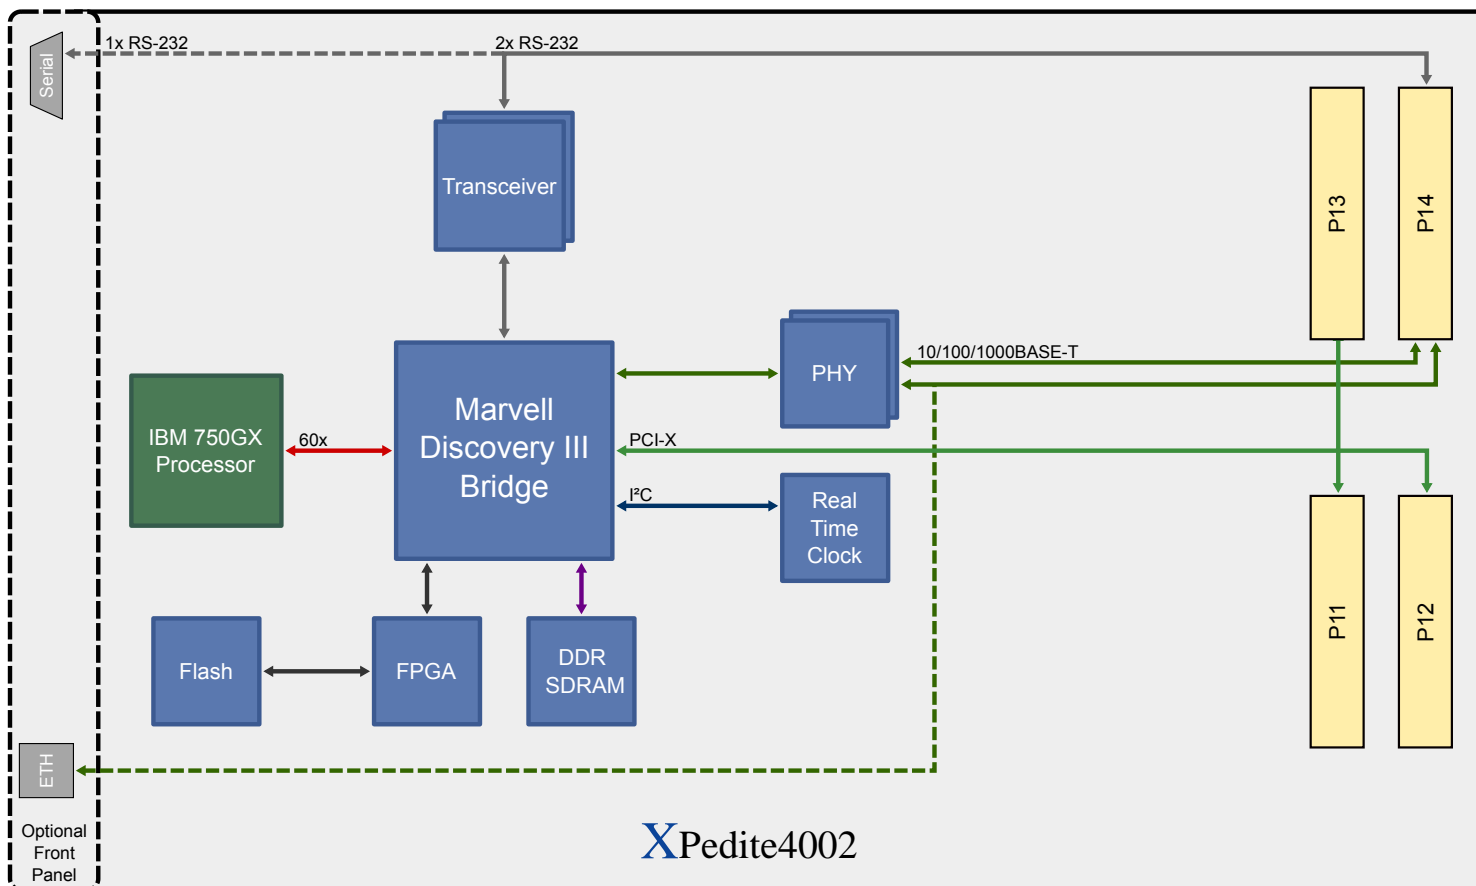 1x RS-232
2x RS-232
Serial
Transceiver
P13
P14
10/100/1000BASE-T
PHY
Marvell
Discovery III
Bridge
IBM 750GX
Processor
60x
PCI-X
I²C
Real
Time
Clock
P11
P12
Flash
FPGA
DDR
SDRAM
ETH
Optional
Front
Panel
XPedite4002